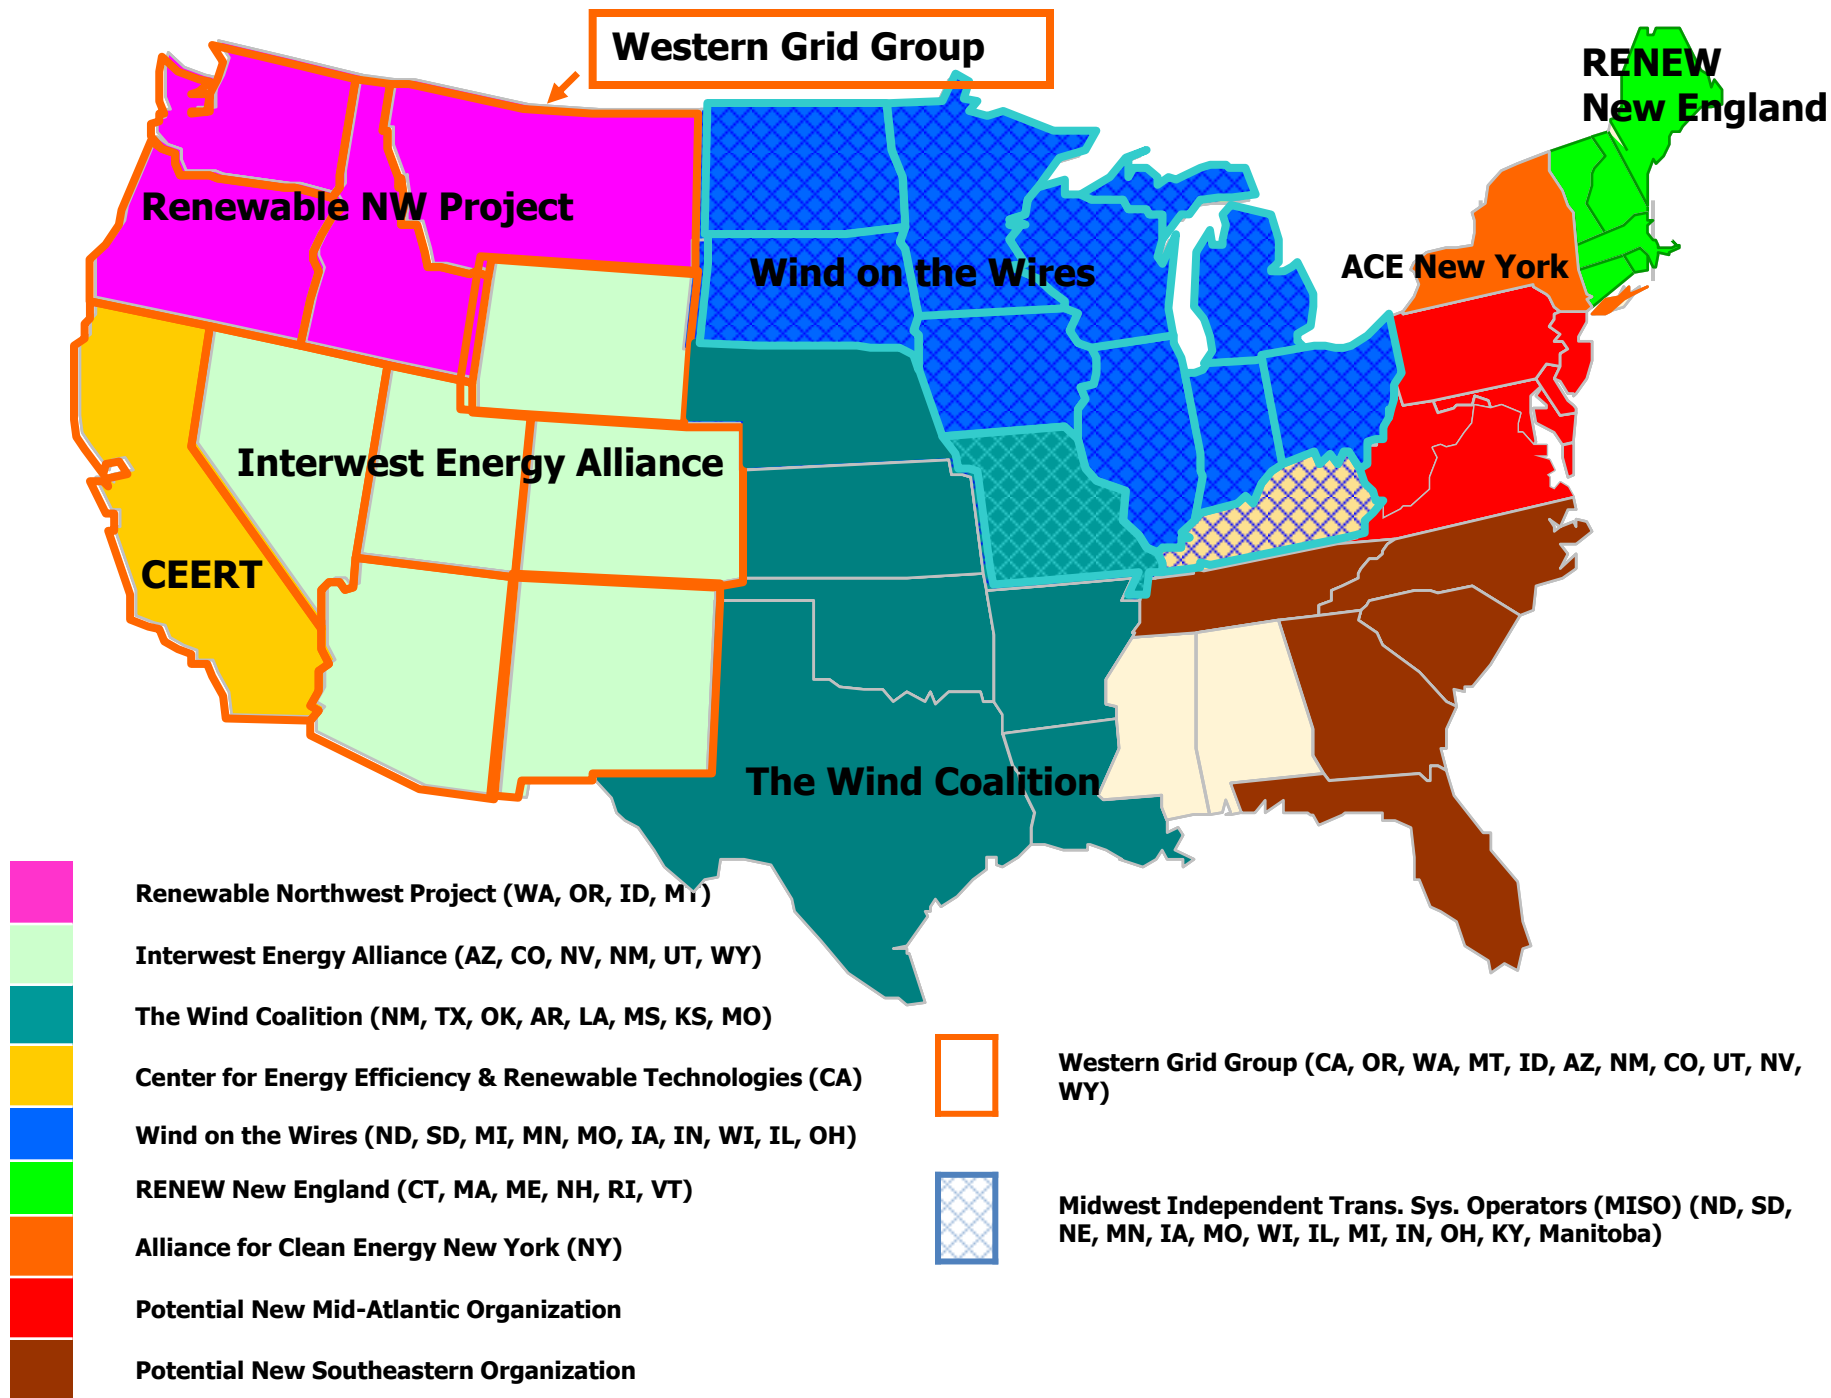 Western Grid Group
RENEW
New England
Renewable NW Project
Wind on the Wires
ACE New York
Interwest Energy Alliance
CEERT
The Wind Coalition
Renewable Northwest Project (WA, OR, ID, MT)
Interwest Energy Alliance (AZ, CO, NV, NM, UT, WY)
The Wind Coalition (NM, TX, OK, AR, LA, MS, KS, MO)
Center for Energy Efficiency & Renewable Technologies (CA)
Wind on the Wires (ND, SD, MI, MN, MO, IA, IN, WI, IL, OH)
RENEW New England (CT, MA, ME, NH, RI, VT)
Alliance for Clean Energy New York (NY)
Potential New Mid-Atlantic Organization
Potential New Southeastern Organization
Western Grid Group (CA, OR, WA, MT, ID, AZ, NM, CO, UT, NV,
WY)
Midwest Independent Trans. Sys. Operators (MISO) (ND, SD,
NE, MN, IA, MO, WI, IL, MI, IN, OH, KY, Manitoba)